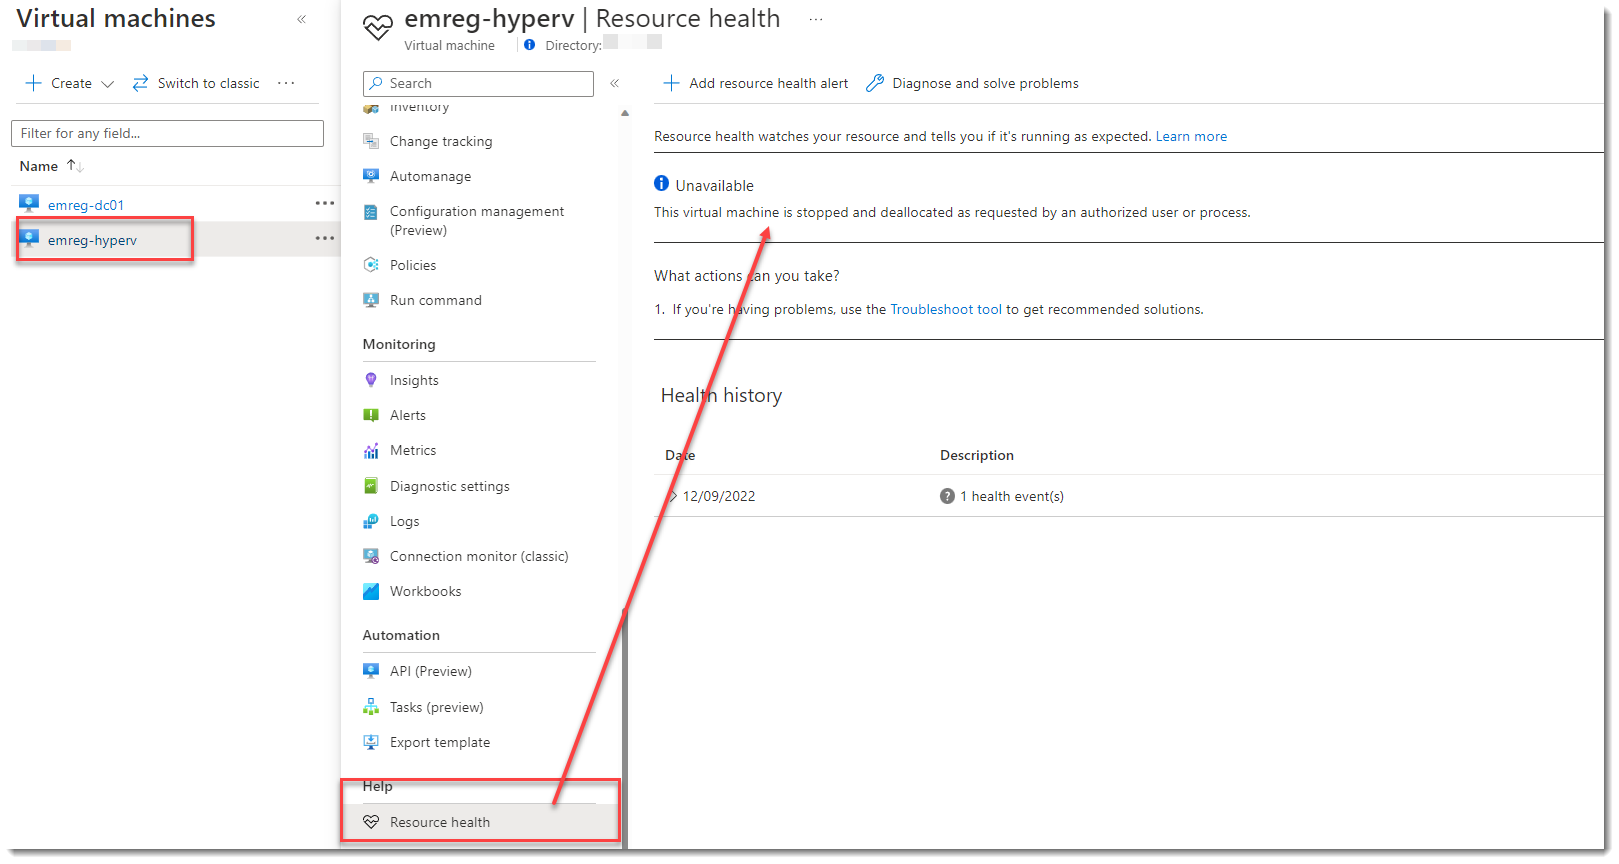 Virtual machines «
+ Create Switch to classic ...
Filter for any field...
Name ↑↓
emreg-dc01 ...
emreg-hyperv ...
emreg-hyperv | Resource health ...
Virtual machine Directory:
Search «
Inventory
Change tracking
Automanage
Configuration management
(Preview)
Policies
Run command
Monitoring
Insights
Alerts
Metrics
Diagnostic settings
Logs
Connection monitor (classic)
Workbooks
Automation
API (Preview)
Tasks (preview)
Export template
Help
Resource health
+ Add resource health alert Diagnose and solve problems
Resource health watches your resource and tells you if it's running as expected. Learn more
Unavailable
This virtual machine is stopped and deallocated as requested by an authorized user or process.
What actions can you take?
1. If you're having problems, use the Troubleshoot tool to get recommended solutions.
Health history
Date Description
> 12/09/2022 ? 1 health event(s)